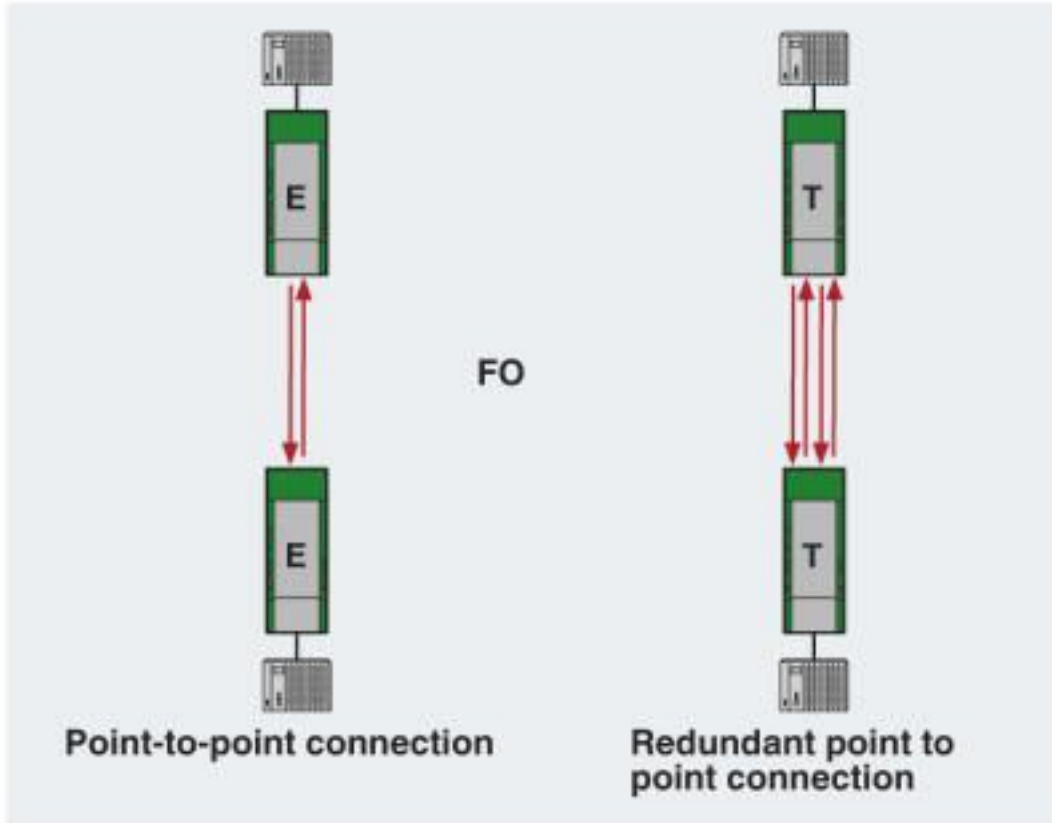 E
T
FO
E
T
Point-to-point connection
Redundant point to
point connection